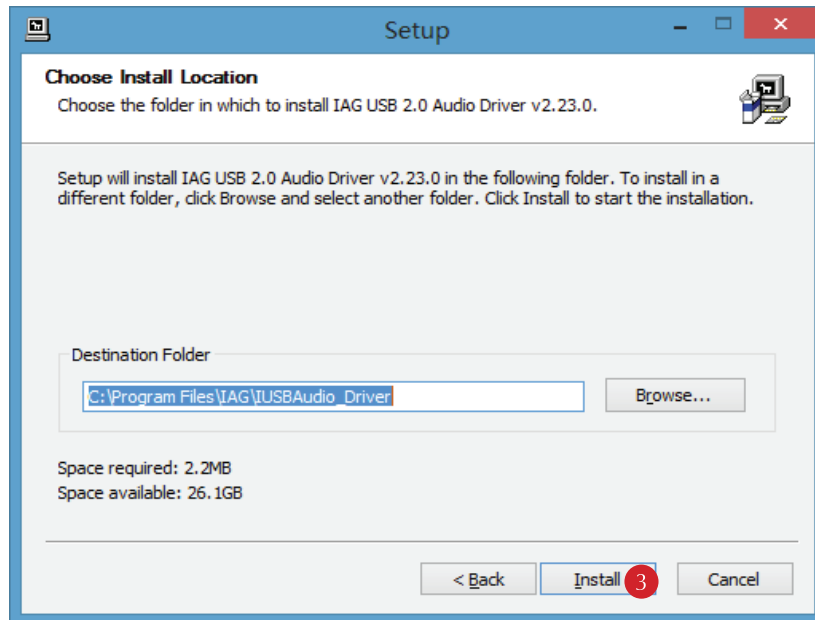 Setup
Choose Install Location
Choose the folder in which to install IAG USB 2.0 Audio Driver v2.23.0.
Setup will install IAG USB 2.0 Audio Driver v2.23.0 in the following folder. To install in a
different folder, click Browse and select another folder. Click Install to start the installation.
Destination Folder
C:\Program Files\IAG\IUSBAudio_Driver
Browse...
Space required: 2.2MB
Space available: 26.1GB
< Back
Install
3
Cancel